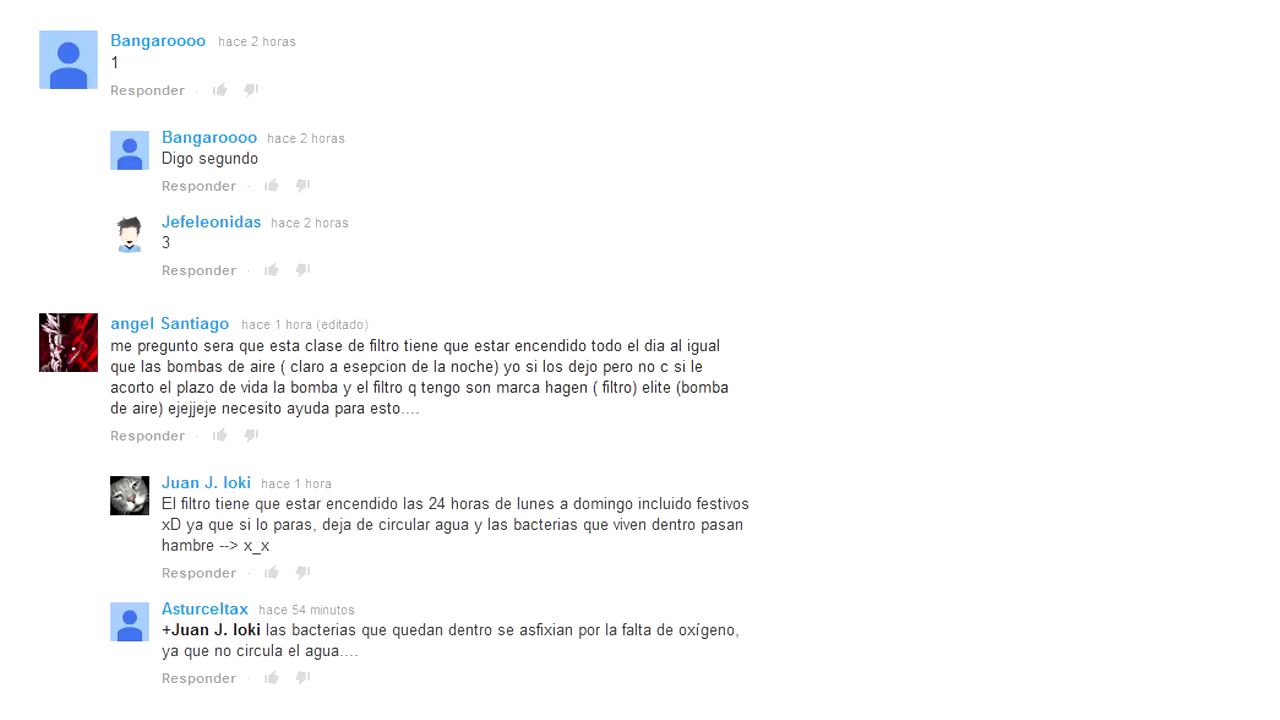 Bangaroooo hace 2 horas
1
Responder ·
Bangaroooo hace 2 horas
Digo segundo
Responder ·
Jefeleonidas hace 2 horas
3
Responder ·
angel Santiago hace 1 hora (editado)
me pregunto sera que esta clase de filtro tiene que estar encendido todo el dia al igual
que las bombas de aire ( claro a esepcion de la noche) yo si los dejo pero no c si le
acorto el plazo de vida la bomba y el filtro q tengo son marca hagen ( filtro) elite (bomba
de aire) ejejjeje necesito ayuda para esto....
Responder ·
Juan J. Ioki hace 1 hora
El filtro tiene que estar encendido las 24 horas de lunes a domingo incluido festivos
xD ya que si lo paras, deja de circular agua y las bacterias que viven dentro pasan
hambre --> x_x
Responder ·
Asturceltax hace 54 minutos
+Juan J. Ioki las bacterias que quedan dentro se asfixian por la falta de oxígeno,
ya que no circula el agua....
Responder ·